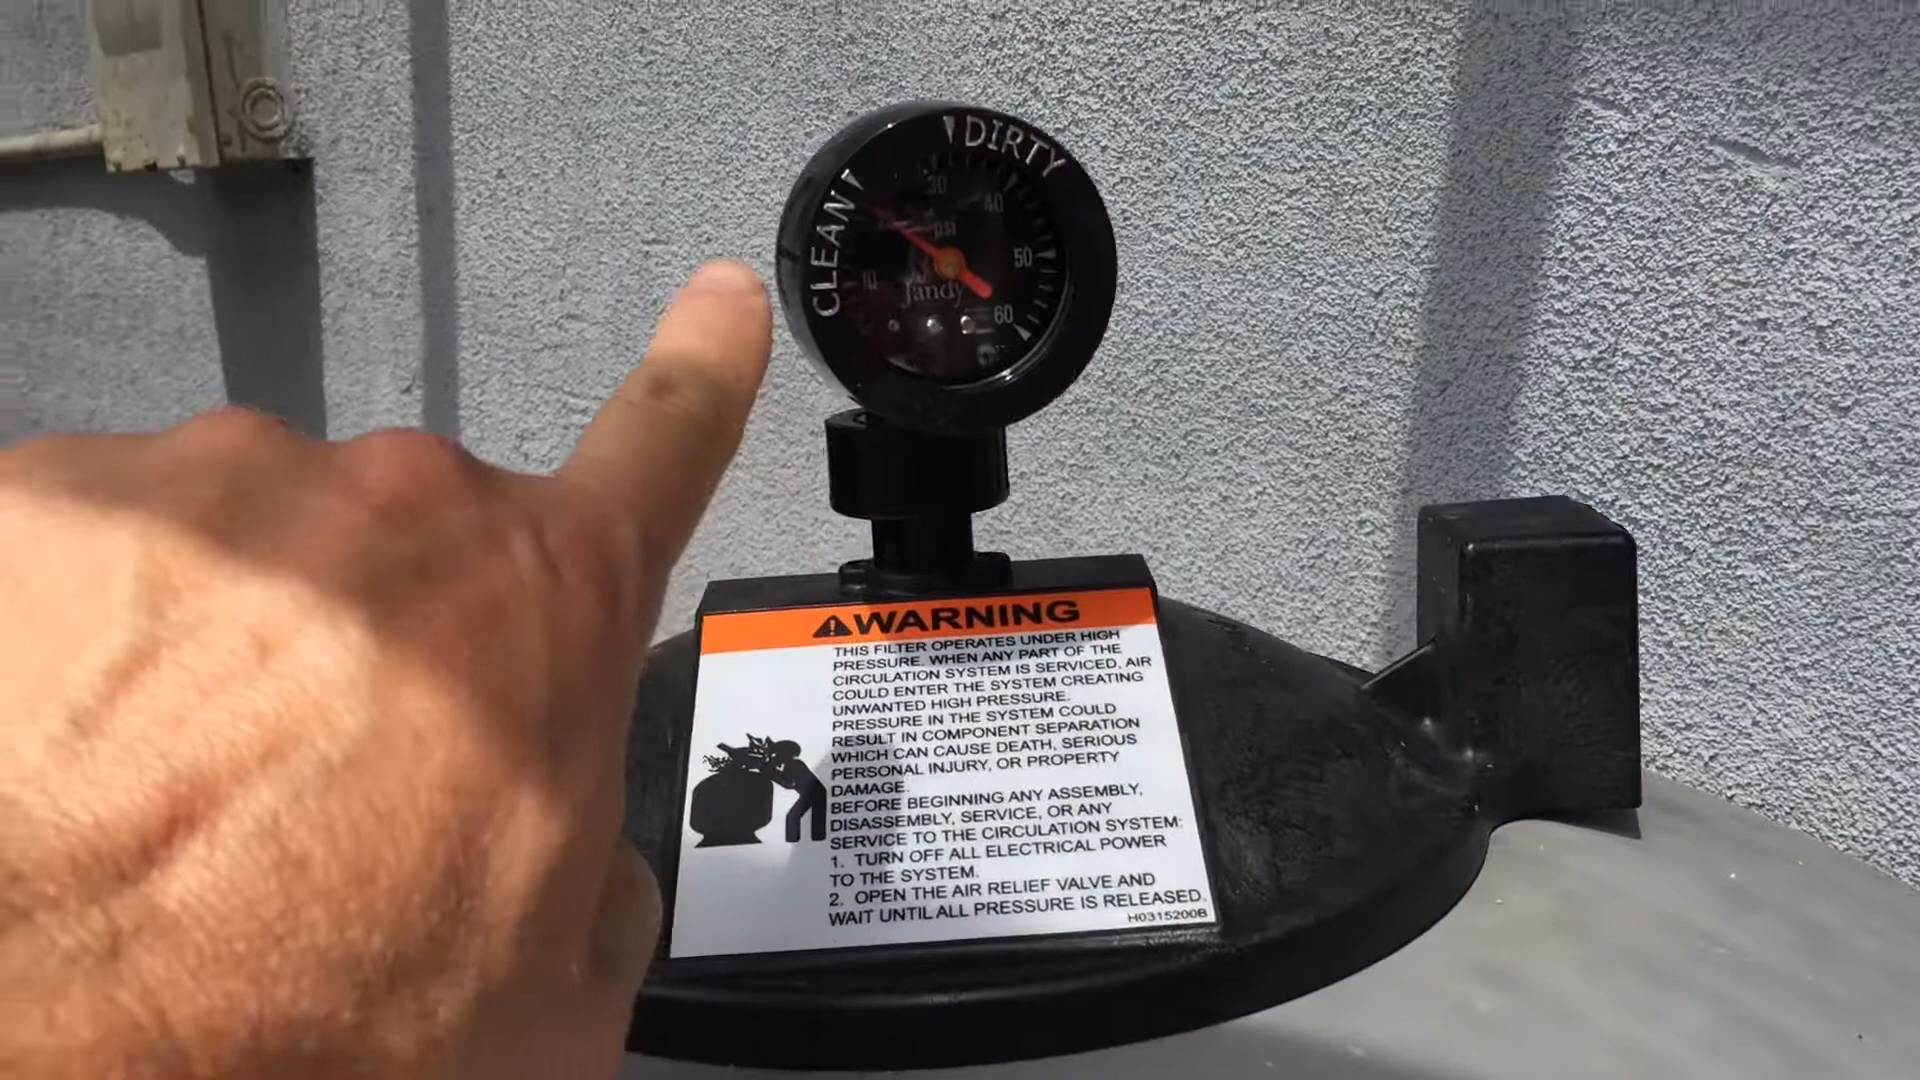 DIRTY
CLEAN
30
40
psi
50
10
Jandy
60
WARNING
THIS FILTER OPERATES UNDER HIGH
PRESSURE. WHEN ANY PART OF THE
CIRCULATION SYSTEM IS SERVICED, AIR
COULD ENTER THE SYSTEM CREATING
UNWANTED HIGH PRESSURE.
PRESSURE IN THE SYSTEM COULD
RESULT IN COMPONENT SEPARATION
WHICH CAN CAUSE DEATH, SERIOUS
PERSONAL INJURY, OR PROPERTY
DAMAGE.
BEFORE BEGINNING ANY ASSEMBLY,
DISASSEMBLY, SERVICE, OR ANY
SERVICE TO THE CIRCULATION SYSTEM:
1. TURN OFF ALL ELECTRICAL POWER
TO THE SYSTEM.
2. OPEN THE AIR RELIEF VALVE AND
WAIT UNTIL ALL PRESSURE IS RELEASED.
H0315200B